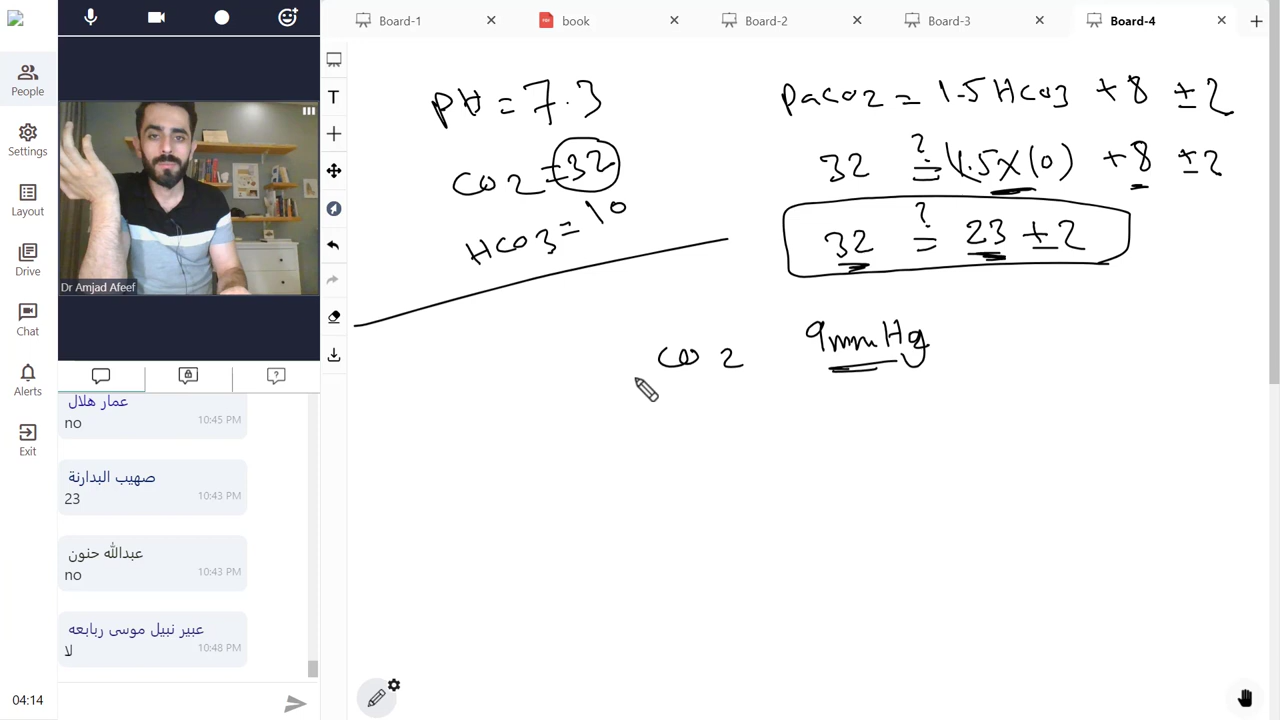 Board-1
book
Board-2
Board-3
Board-4
People
Settings
Layout
Drive
Chat
Alerts
Exit
04:14
Dr Amjad Afeef
عمار هلال
no
10:45 PM
صهيب البدارنة
23
10:43 PM
عبدالله حنون
no
10:43 PM
عبير نبيل موسى ربابعه
لا
10:48 PM
T
PDF
pH = 7.3
CO2 = 32
HCO3 = 10
PaCO2 = 1.5 HCO3 + 8 ± 2
32 ≟ (1.5 X 10) + 8 ± 2
32 ≟ 23 ± 2
CO2 9mmHg